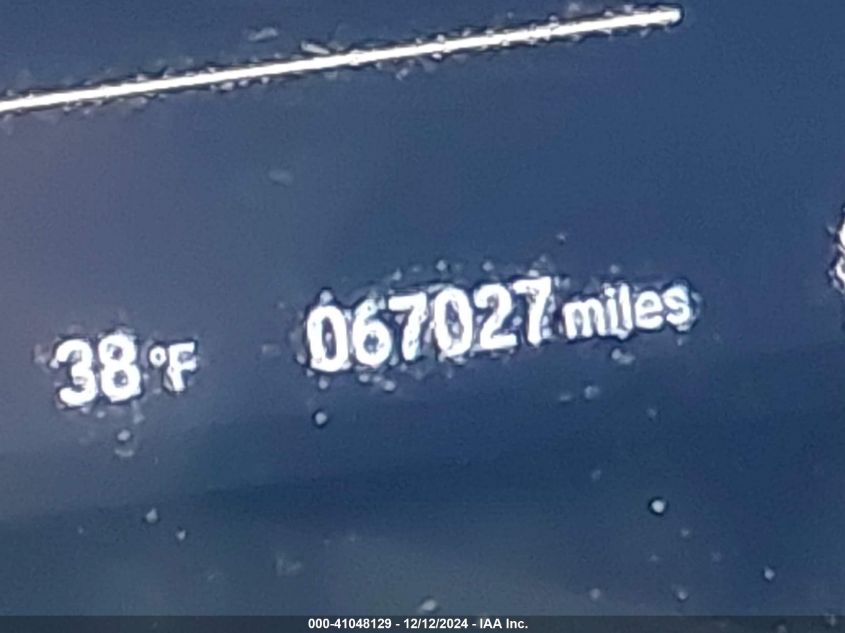 38 °F 067027 miles
000-41048129 - 12/12/2024 - IAA Inc.